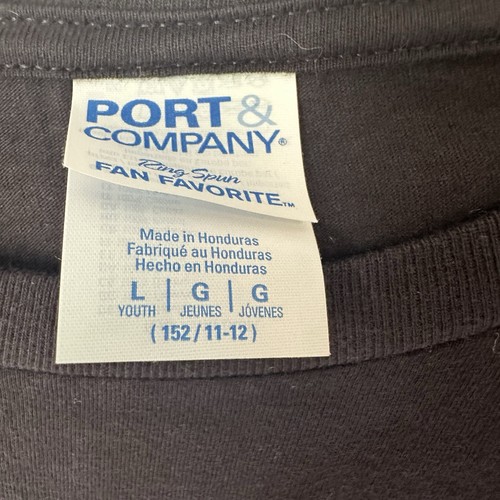 PORT &
COMPANY®
Ring Spun
FAN FAVORITE™
Made in Honduras
Fabriqué au Honduras
Hecho en Honduras
L | G | G
YOUTH | JEUNES | JÓVENES
(152/11-12)